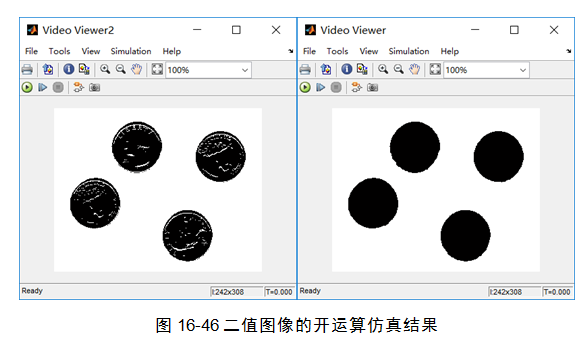 Video Viewer2
File Tools View Simulation Help
100%
Ready I:242x308 T=0.000
Video Viewer
File Tools View Simulation Help
100%
Ready I:242x308 T=0.000
图 16-46 二值图像的开运算仿真结果